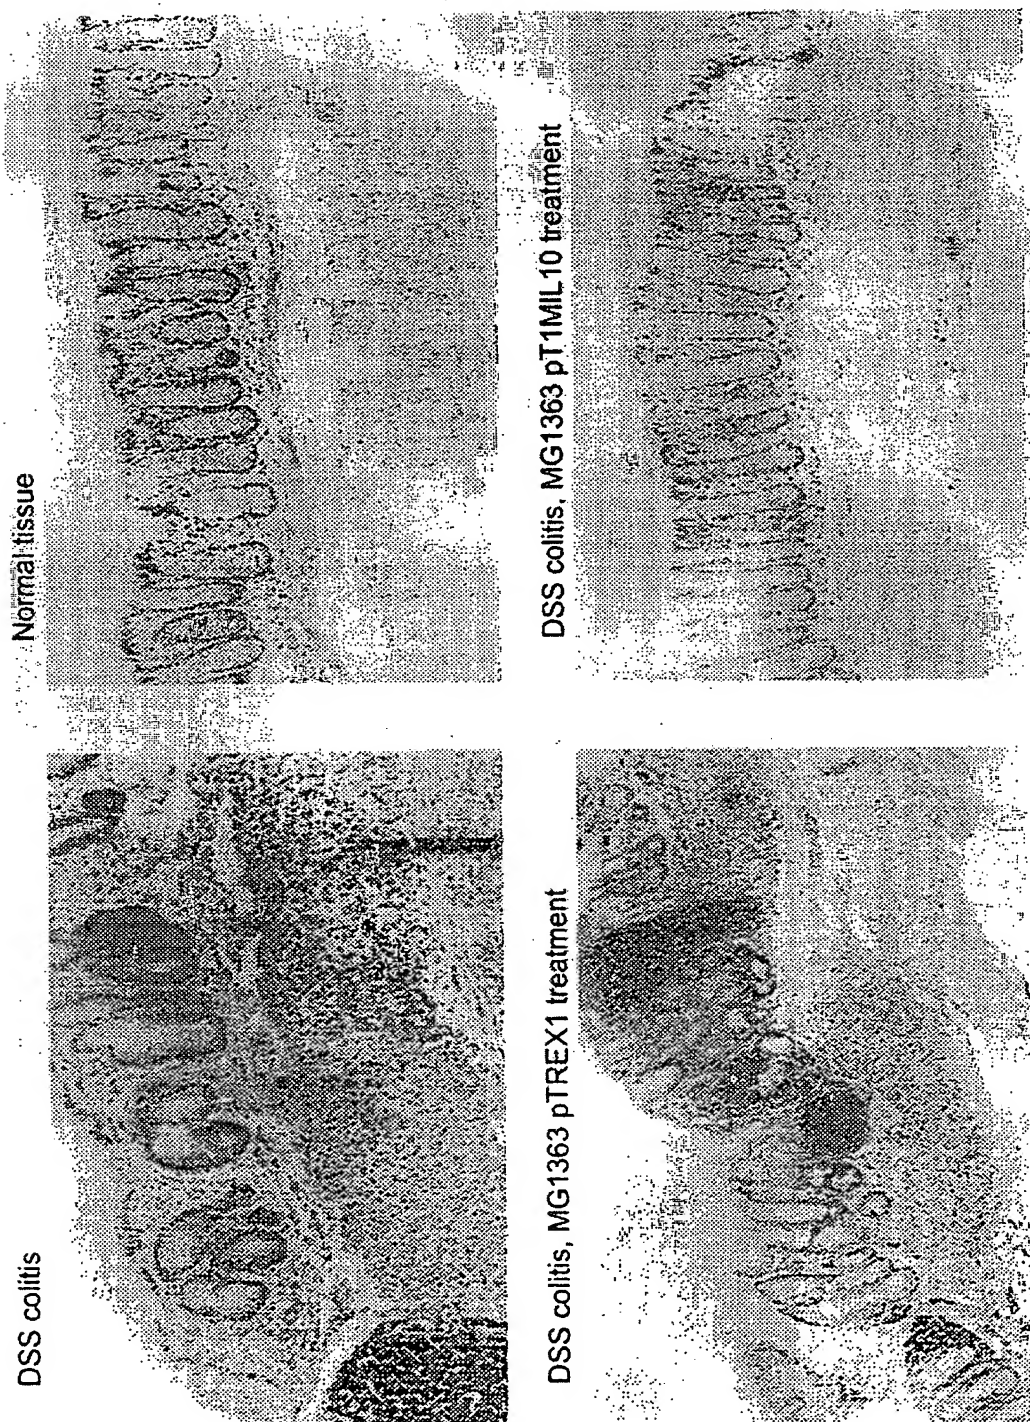 DSS colitis
Normal tissue
DSS colitis, MG1363 pTREX1 treatment
DSS colitis, MG1363 pT1MIL10 treatment